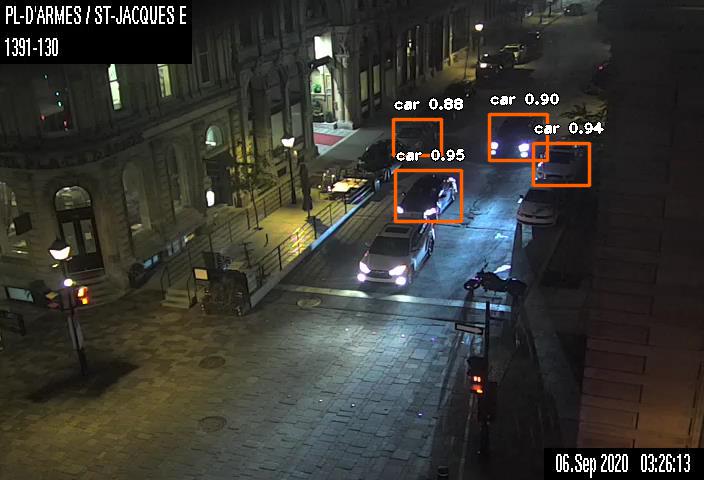 PL-D'ARMES / ST-JACQUES E
1391-130
car 0.88
car 0.90
car 0.94
car 0.95
06.Sep 2020 03:26:13